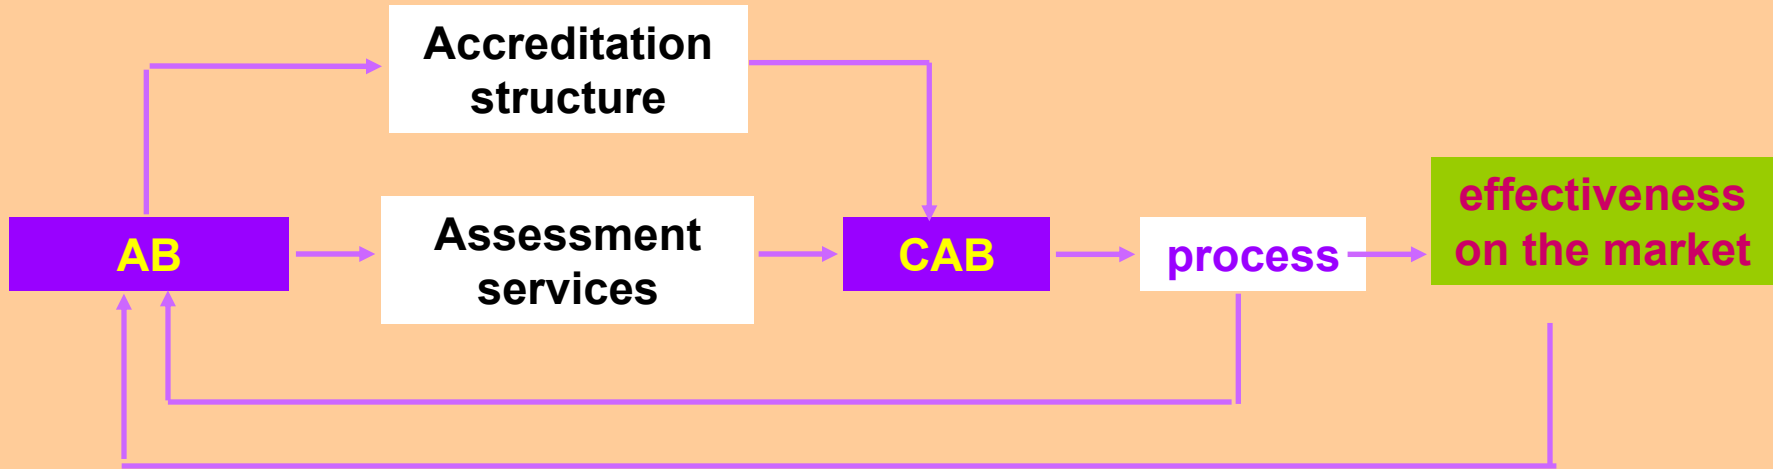 Accreditation
structure
AB
Assessment
services
CAB
process
effectiveness
on the market